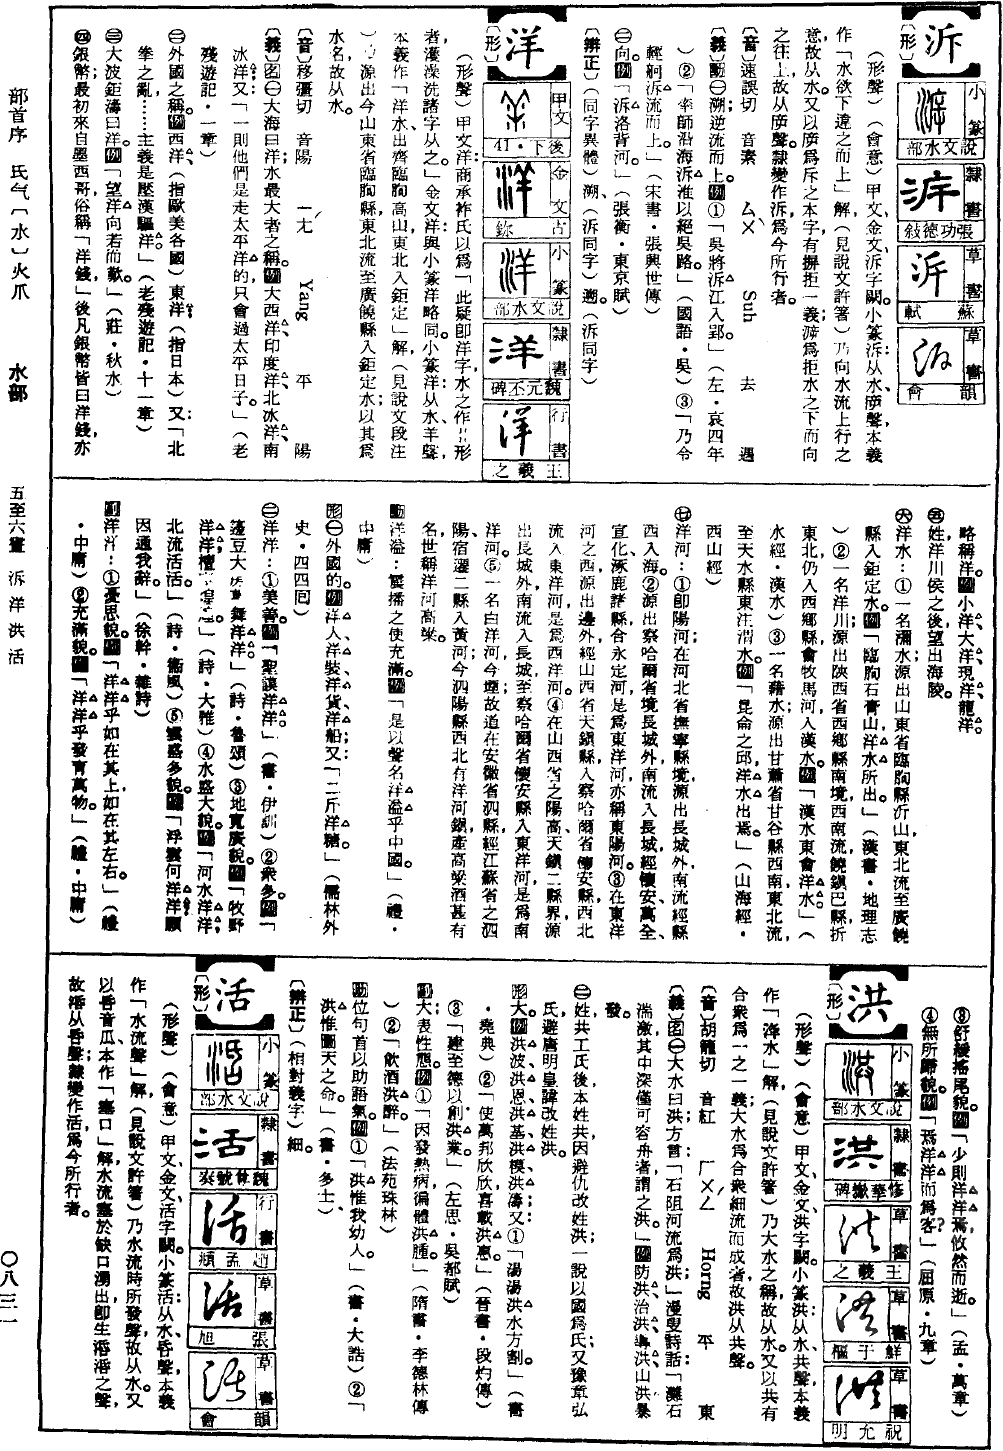 部首序 氏气〔水〕火爪 水部 五至六畫 泝洋洪活 〇八三一
泝
〔形〕
小篆 說文水部
隸書 張功德敍
草書 蘇軾
草書 韻會
（形聲）（會意）甲文、金文、泝字闕。小篆泝：从水、㡿聲，本義
作「水欲下違之而上」解（見說文許箸）乃向水流上行之
意，故从水。又以㡿爲斥之本字，有摒拒一義，㴑爲拒水之下而向
之往上，故从㡿聲。隸變作泝，爲今所行者。
〔音〕速誤切 音素 ㄙㄨˋ Suh 去 遇
〔義〕動㊀溯；逆流而上。例①「吳將泝江入郢。」（左・哀四年
）②「率師沿海泝淮以絕吳路。」（國語・吳）③「乃令
輕舸泝流而上。」（宋書・張興世傳
㊁向。例「泝洛背河。」（張衡・東京賦）
〔辨正〕（同字異體）溯、（泝同字）遡。（泝同字）
洋
〔形〕
甲文 後下・41
金文 古鉨
小篆 說文水部
隸書 魏元丕碑
行書 王羲之
（形聲）甲文洋：商承祚氏以爲「此疑卽洋字，水之作
者，灋澡洗諸字从之。」金文洋：與小篆洋略同。小篆洋：从水、羊聲，
本義作「洋水，出齊臨朐高山，東北入鉅定」解（見說文段注
）源出今山東省臨朐縣，東北流至廣饒縣入鉅定水；以其爲
水名，故从水。
〔音〕移彊切 音陽 ㄧㄤˊ Yang 平 陽
〔義〕名㊀大海曰洋；水最大者之稱。例大西洋、印度洋、北冰洋、南
冰洋；又「一則他們是走太平洋的，只會過太平日子。」（老
殘遊記・一章）
㊁外國之稱。例西洋（指歐美各國）東洋（指日本）又：「北
拳之亂……主義是壓漢驅洋。」（老殘遊記・十一章）
㊂大波鉅濤曰洋。例「望洋向若而歎。」（莊・秋水）
㊃銀幣；最初來自墨西哥，俗稱「洋錢」後凡銀幣皆曰洋錢，亦
略稱洋。例小洋、大洋、現洋、龍洋。
㊄姓；洋川侯之後，望出海陵。
㊅洋水：①一名瀰水；源出山東省臨朐縣沂山，東北流至廣饒
縣入鉅定水。例「臨朐石膏山，洋水所出。」（漢書・地理志
）②一名洋川，源出陝西省西鄉縣南境，西南流，饒鎭巴縣，折
東北，仍入西鄉縣會牧馬河入漢水。例「漢水東會洋水」（
水經・漢水）③一名藉水，源出甘肅省甘谷縣西南，東北流，
至天水縣東注渭水。例「昆侖之邱，洋水出焉。」（山海經・
西山經）
㊆洋河：①卽陽河；在河北省撫寧縣境，源出長城外，南流經縣
西入海。②源出察哈爾省境長城外，南流入長城經懷安、萬全、
宣化、涿鹿諸縣合永定河，是爲東洋河，亦稱東陽河。③在東洋
河之西，源出邊外，經山西省天鎭縣入察哈爾省懷安縣，西北
流入東洋河，是爲西洋河。④在山西省之陽高、天鎭二縣界，源
出長城外，南流入長城至察哈爾省懷安縣入東洋河，是爲南
洋河。⑤一名白洋河，今堙；故道在安徽省泗縣，經江蘇省之泗
陽宿遷二縣入黃河；今泗陽縣西北有洋河鎭，產高粱酒甚有
名，世稱洋河高粱。
動洋溢；霑播之使充滿。例「是以聲名洋溢乎中國。」（禮・
中庸）
形㊀外國的。例洋人、洋裝、洋貨、洋船；又：「二斤洋糖。」（儒林外
史・四四囘）
㊁洋洋：①美善。例「聖謨洋洋」（書・伊訓）②衆多。例「
籩豆大房，萬舞洋洋」（詩・魯頌）③地寬廣貌。例「牧野
洋洋，檀車煌煌。」（詩・大雅）④水盛大貌。例「河水洋洋，
北流活活。」（詩・衞風）⑤雲盛多貌。例「浮雲何洋洋，願
因通我辭。」（徐幹・雜詩）
副洋洋：①憂思貌。例「洋洋乎如在其上，如在其左右。」（禮
・中庸）②充滿貌。例「洋洋乎發育萬物。」（禮・中庸）
③舒緩搖尾貌。例「少則洋洋焉，攸然而逝。」（孟・萬章）
④無所歸貌。例「焉洋洋而爲客？」（屈原・九章）
洪
〔形〕
小篆 說文水部
隸書 修華嶽碑
草書 王羲之
草書 鮮于樞
草書 祝允明
（形聲）（會意）甲文、金文、洪字闕。小篆洪：从水、共聲，本義
作「洚水」解，（見說文許箸）乃大水之稱，故从水。又以共有
合衆爲一之一義，大水爲合衆細流而成者，故洪从共聲。
〔音〕胡籠切 音紅 ㄏㄨㄥˊ Horng 平 東
〔義〕名㊀大水曰洪；方言：「石阻河流爲洪；」漫叟詩話：「灘石
湍激其中，深僅可容舟者謂之洪。」例防洪、治洪、導洪、山洪暴
發。
㊁姓；共工氏後，本姓共，因避仇改姓洪；一說以國爲氏；又豫章弘
氏避唐明皇諱改姓洪。
形大。例洪波、洪恩、洪基、洪模、洪濤；又：①「湯湯洪水方割。」（書
・堯典）②「使萬邦欣欣喜戴洪惠。」（晉書・段灼傳）
③「建至德以創洪業。」（左思・吳都賦）
副大；表性態。例①「因發熱病徧體洪腫。」（隋書・李德林傳
）②「飲酒洪醉。」（法苑珠林）
助位句首以助語氣。例①「洪惟我幼人。」（書・大誥）②「
洪惟圖天之命。」（書・多士）
〔辨正〕（相對義字）細。
活
〔形〕
小篆 說文水部
隸書
行書 趙孟頫
草書 張旭
草書 韻會
（形聲）（會意）甲文、金文、活字闕。小篆活：从水、𠯑聲，本義
作「水流聲」解，（見說文許箸）乃水流時所發聲，故从水。又
以𠯑音瓜，本作「塞口」解；水流塞於缺口，湧出卽生湉湉之聲，
故湉从𠯑聲；隸變作活，爲今所行者。